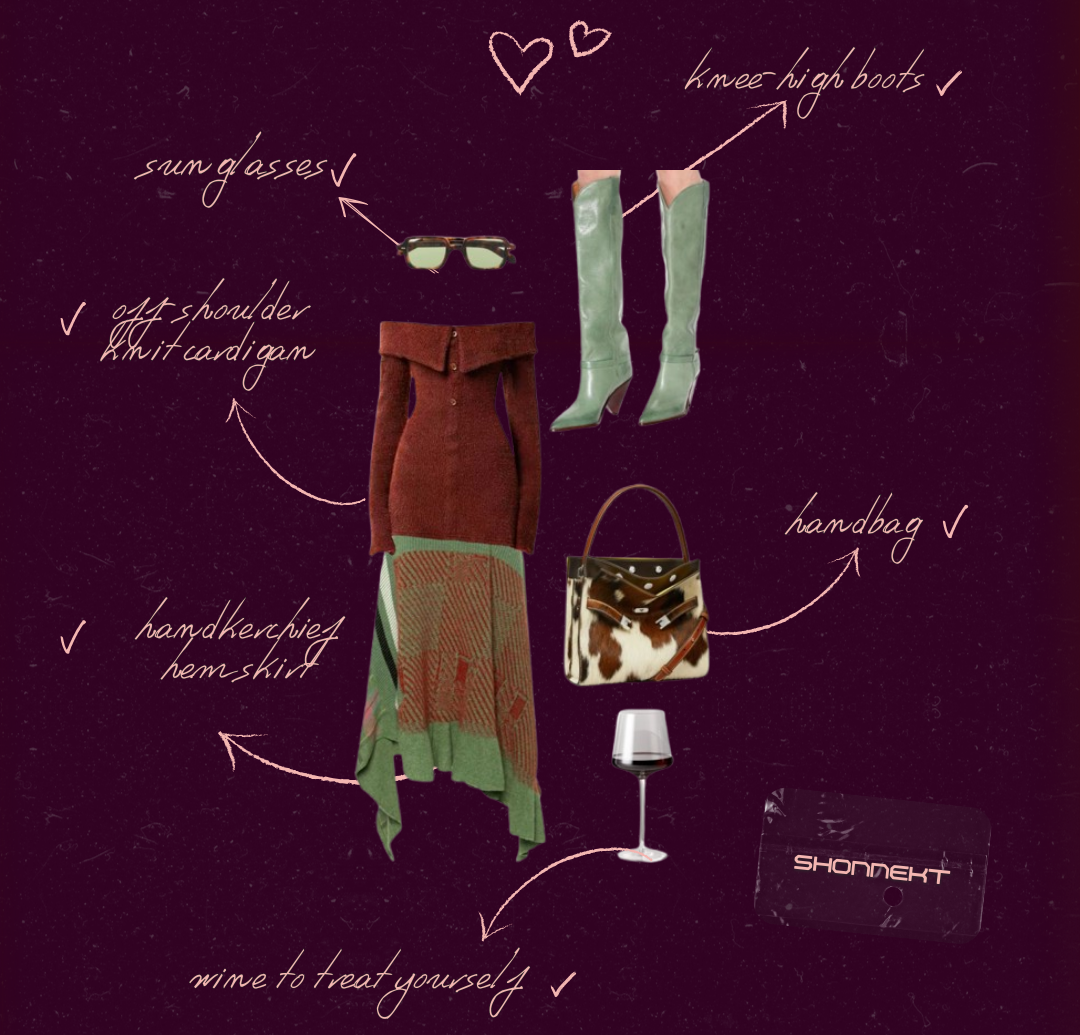 knee-high boots
sunglasses
off shoulder
knit cardigan
handbag
handkerchief
hem skirt
SHONNEKT
wine to treat yourself